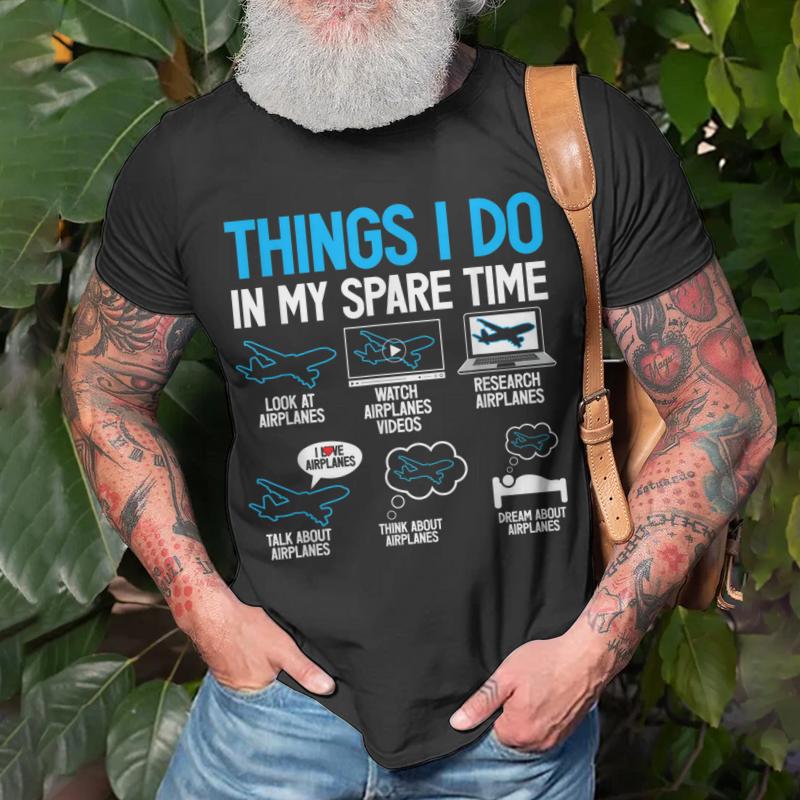 THINGS I DO
IN MY SPARE TIME
LOOK AT
AIRPLANES
WATCH
AIRPLANES
VIDEOS
RESEARCH
AIRPLANES
I LOVE
AIRPLANES
TALK ABOUT
AIRPLANES
THINK ABOUT
AIRPLANES
DREAM ABOUT
AIRPLANES
Estuardo